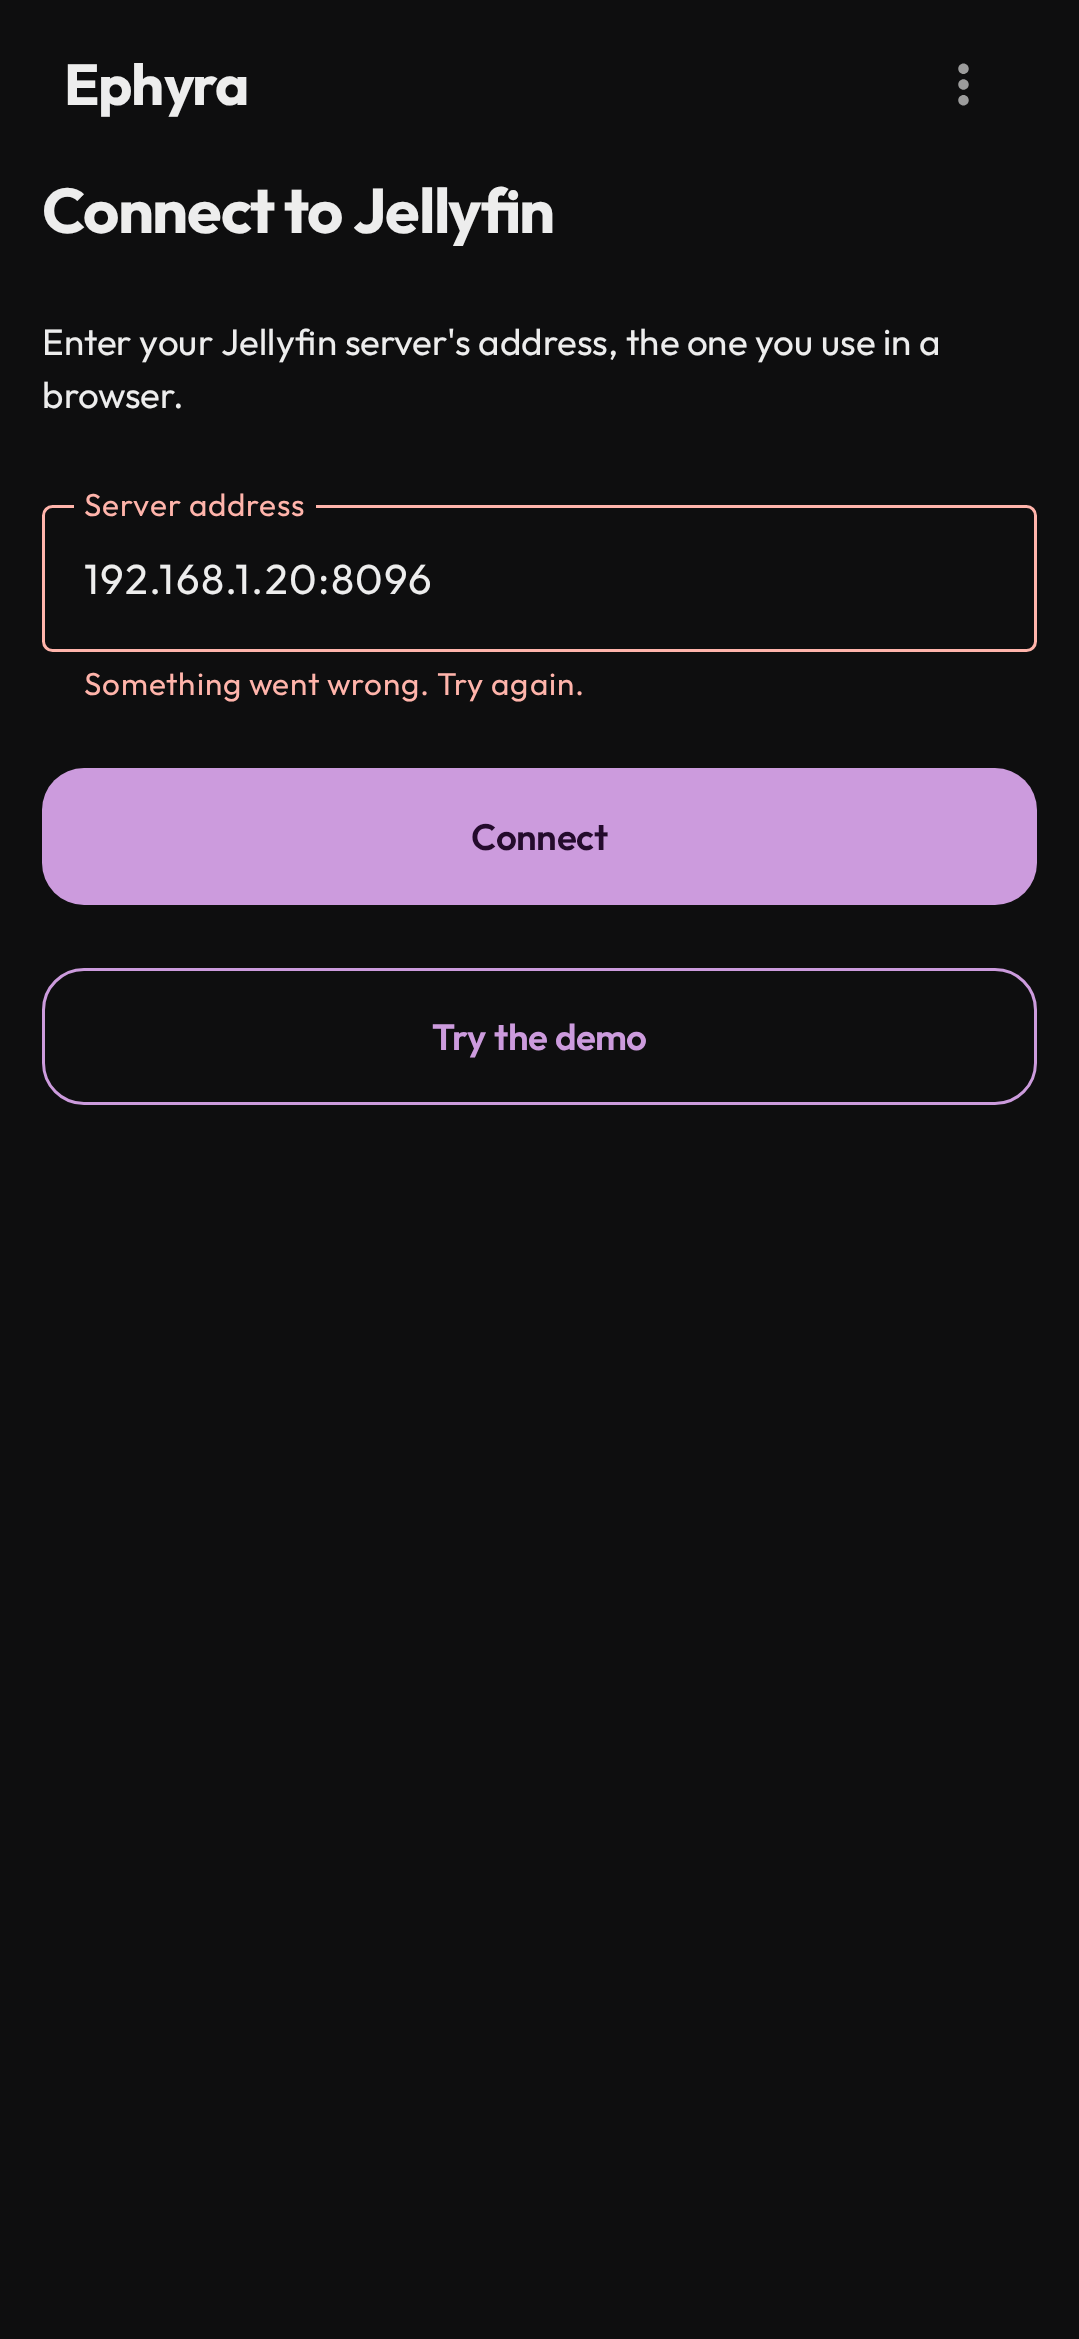 Ephyra
Connect to Jellyfin
Enter your Jellyfin server's address, the one you use in a
browser.
Server address
192.168.1.20:8096
Something went wrong. Try again.
Connect
Try the demo